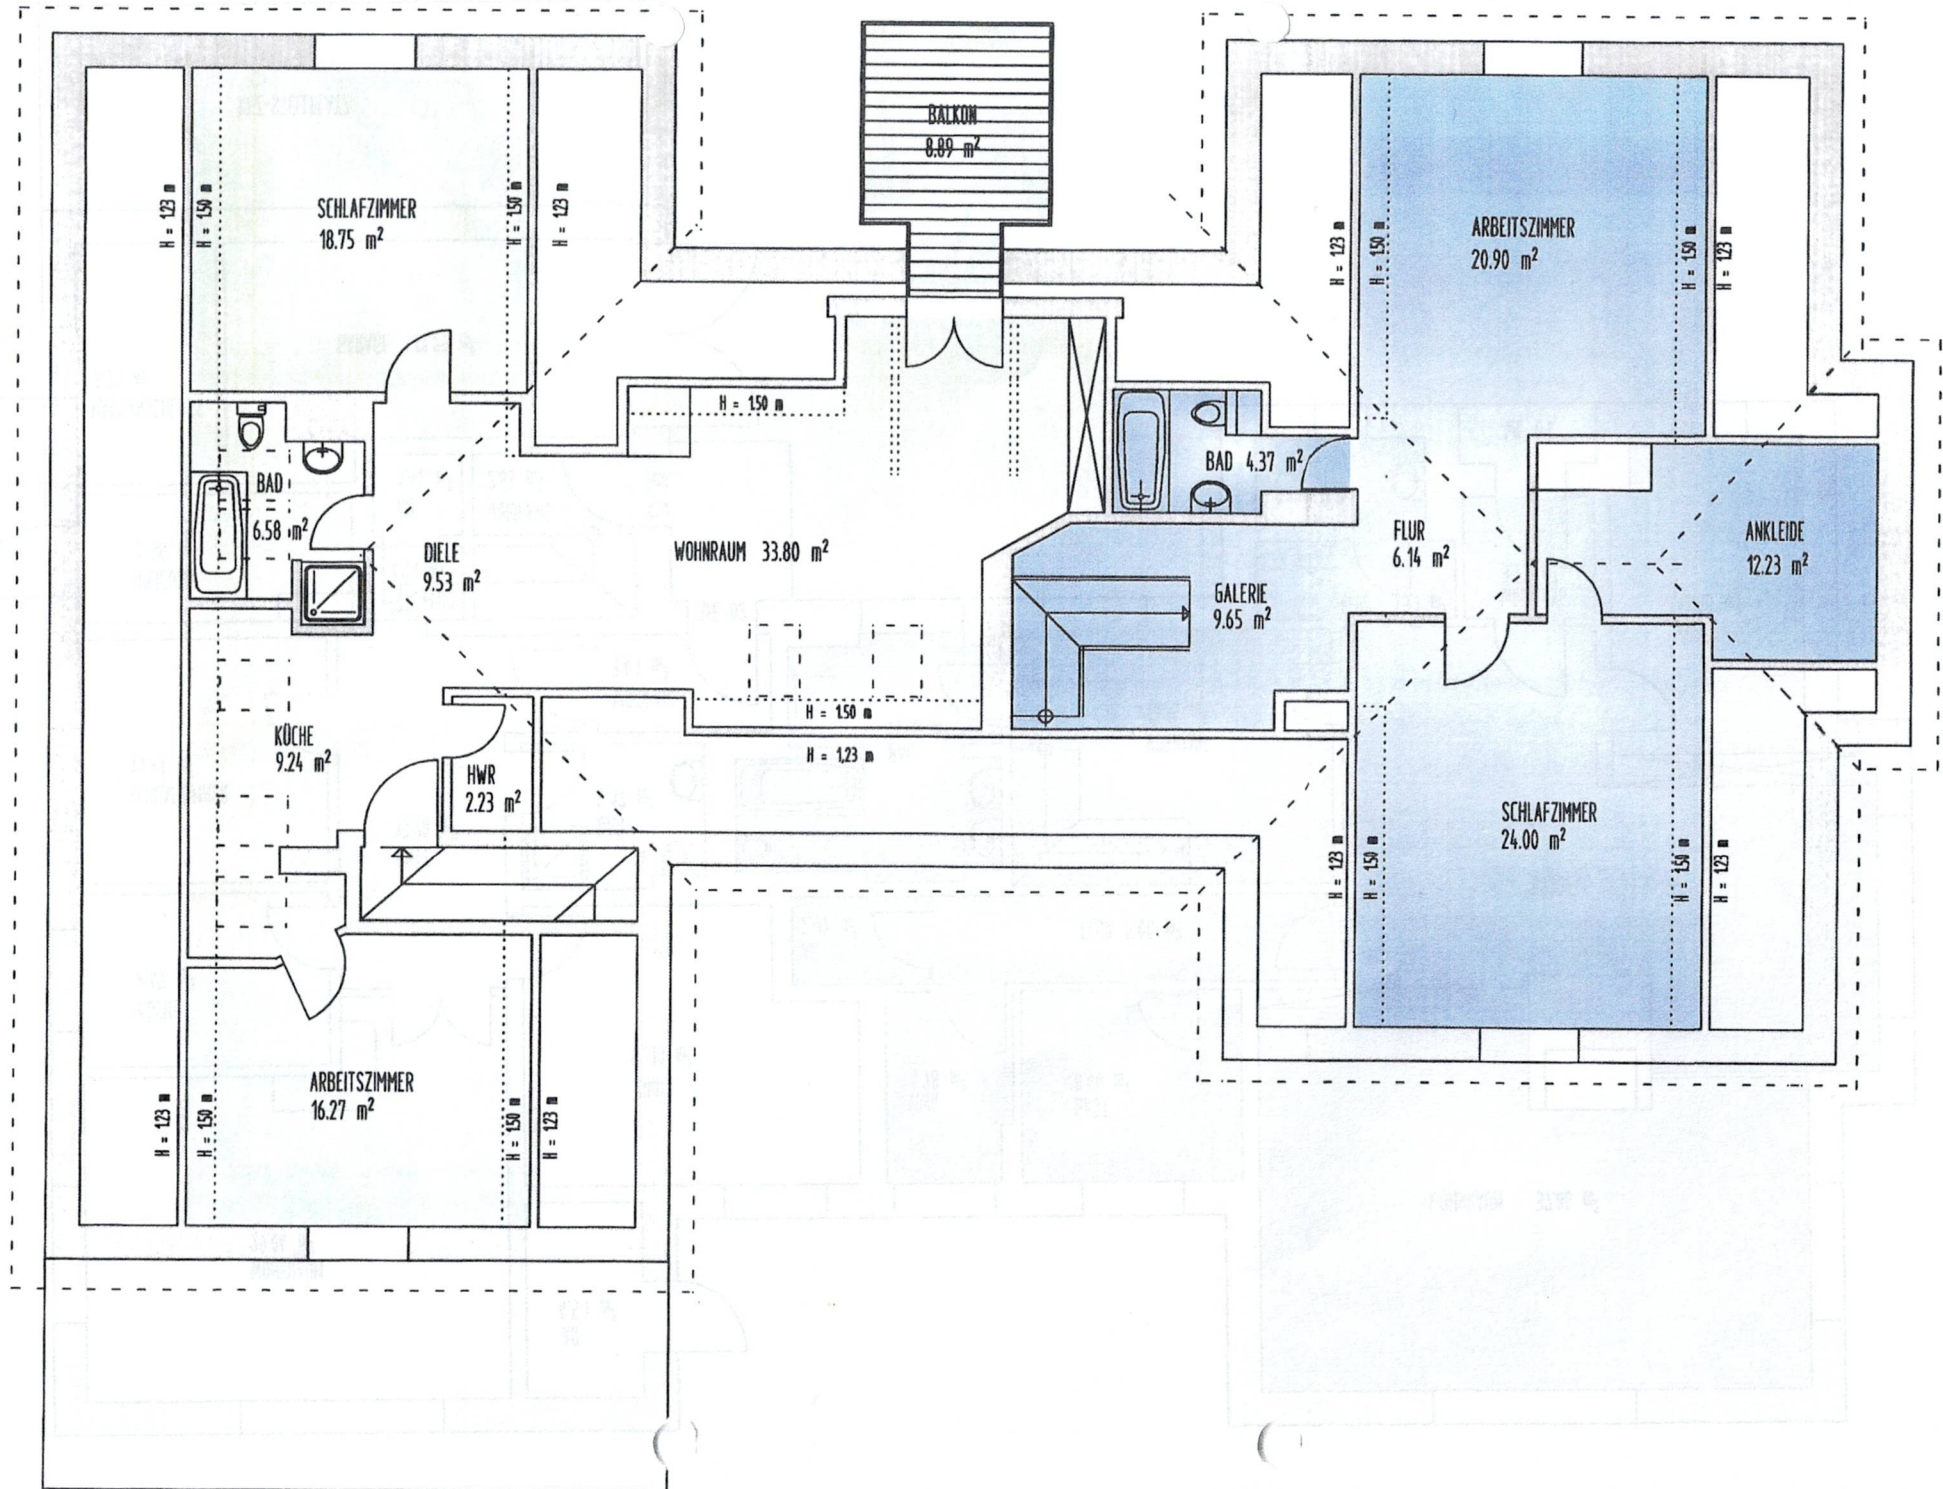 BALKON
8.89 m²
SCHLAFZIMMER
18.75 m²
H = 1.23 m
H = 1.50 m
H = 1.50 m
H = 1.23 m
ARBEITSZIMMER
20.90 m²
H = 1.23 m
H = 1.50 m
H = 1.50 m
H = 1.23 m
H = 1.50 m
BAD
6.58 m²
DIELE
9.53 m²
WOHNRAUM 33.80 m²
BAD 4.37 m²
FLUR
6.14 m²
ANKLEIDE
12.23 m²
GALERIE
9.65 m²
KÜCHE
9.24 m²
HWR
2.23 m²
H = 1.50 m
H = 1,23 m
SCHLAFZIMMER
24.00 m²
H = 1.23 m
H = 1.50 m
H = 1.50 m
H = 1.23 m
ARBEITSZIMMER
16.27 m²
H = 1.23 m
H = 1.50 m
H = 1.50 m
H = 1.23 m